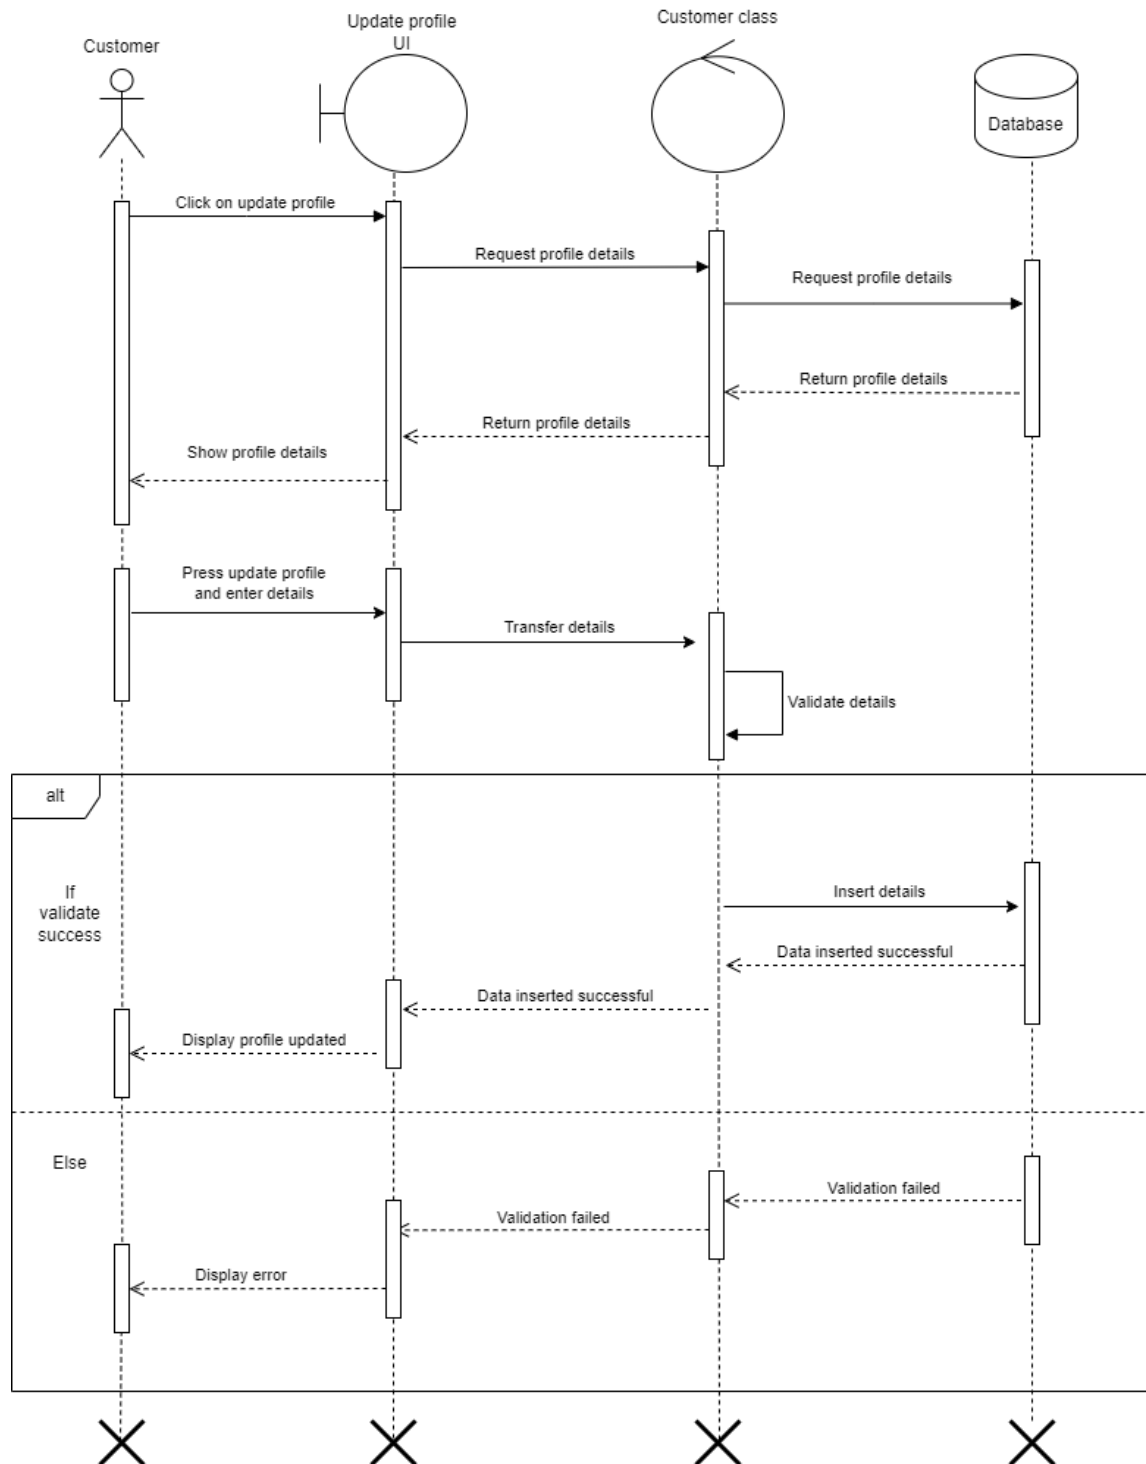 Customer
Update profile
UI
Customer class
Database
Click on update profile
Request profile details
Request profile details
Return profile details
Return profile details
Show profile details
Press update profile
and enter details
Transfer details
Validate details
alt
If
validate
success
Insert details
Data inserted successful
Data inserted successful
Display profile updated
Else
Validation failed
Validation failed
Display error